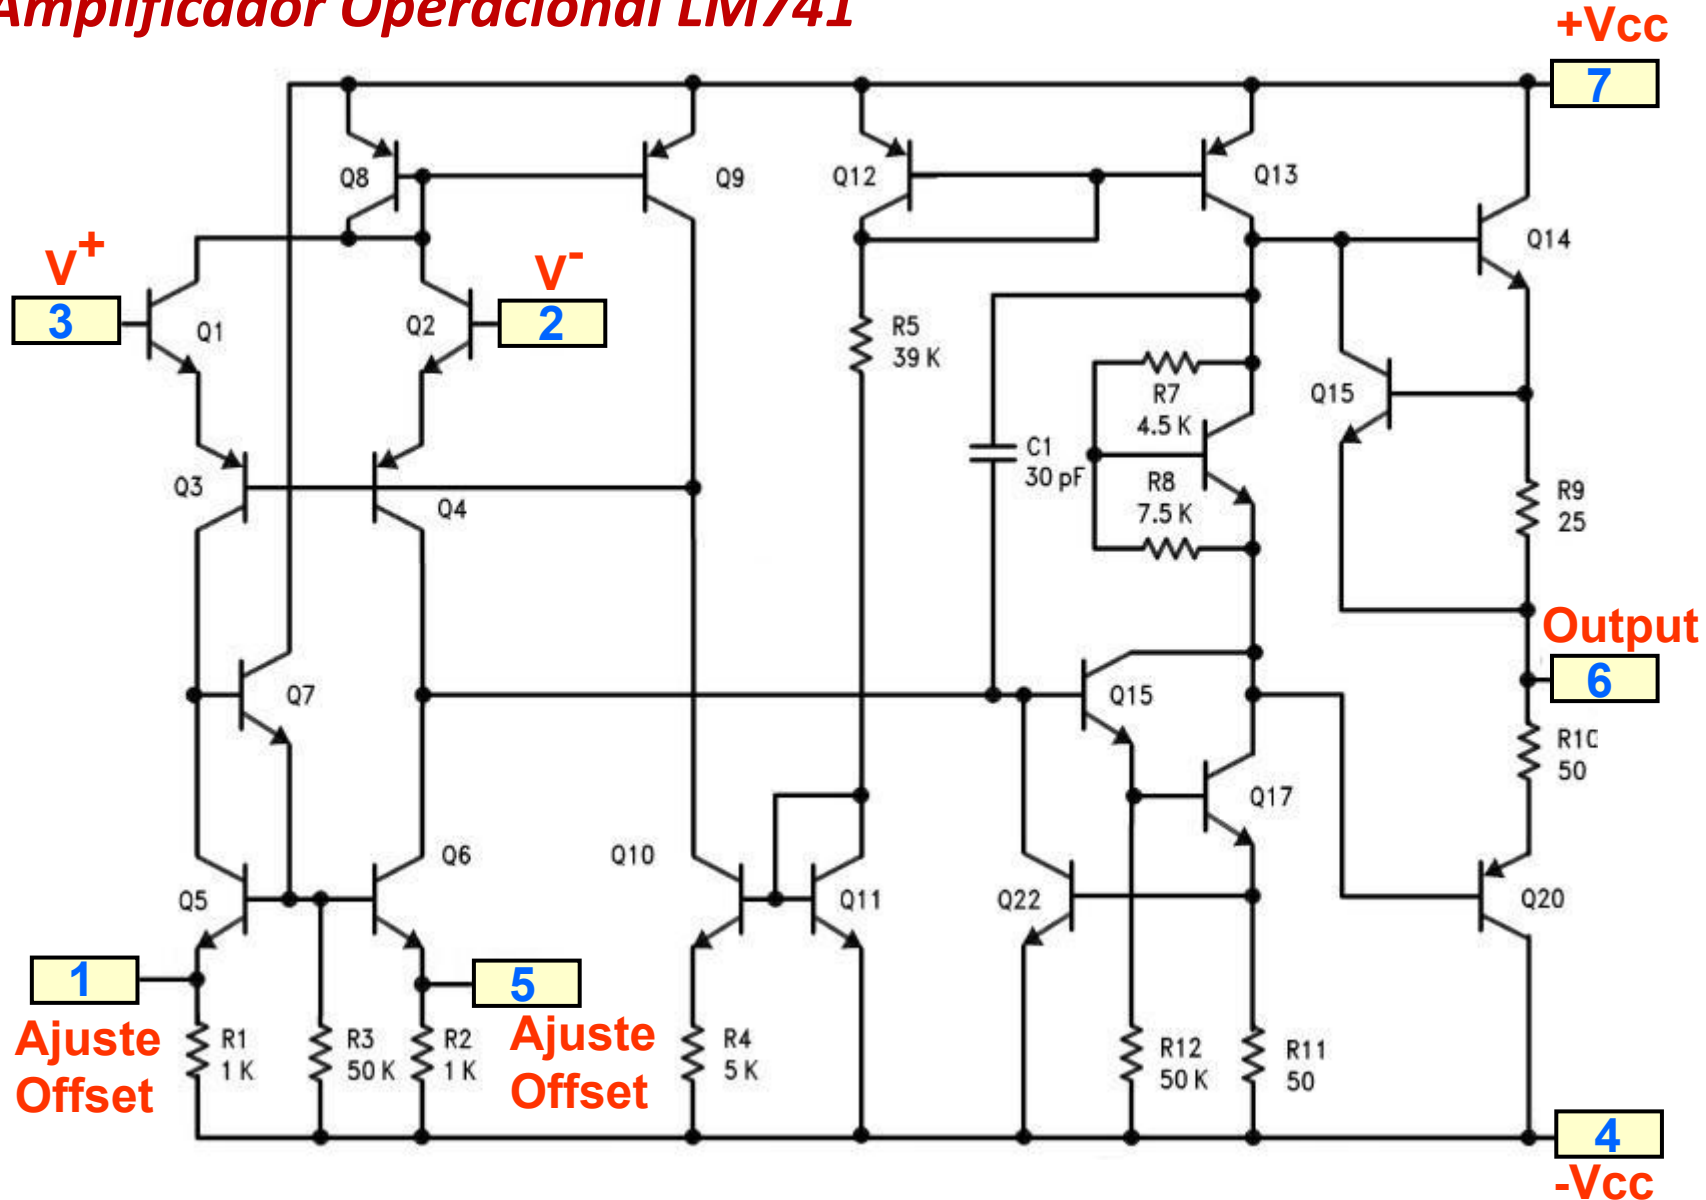 Amplificador Operacional LM741
+Vcc
7
Q8
Q9
Q12
Q13
Q14
V+
V-
3
2
Q1
Q2
R5
39 K
R7
4.5 K
Q15
C1
30 pF
R8
7.5 K
Q3
Q4
R9
25
Output
6
Q7
Q15
R10
50
Q17
Q6
Q10
Q5
Q11
Q22
Q20
1
5
Ajuste
Offset
Ajuste
Offset
R1
1 K
R3
50 K
R2
1 K
R4
5 K
R12
50 K
R11
50
4
-Vcc